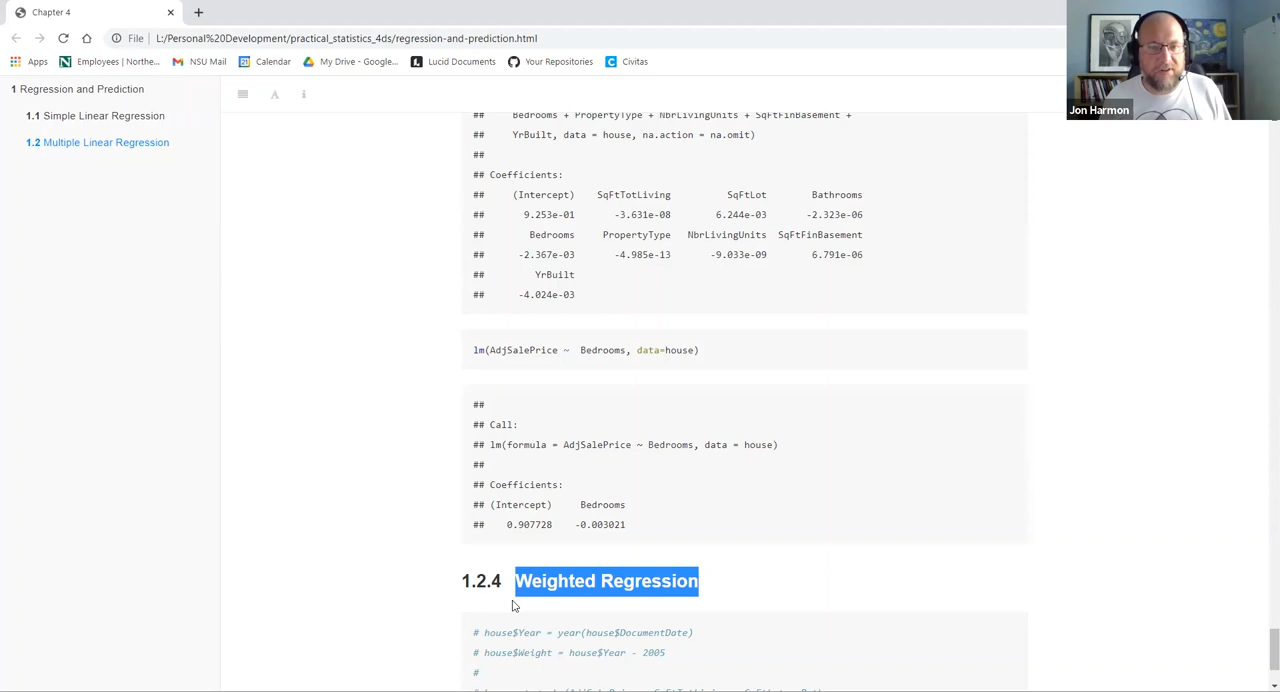 Chapter 4
File L:/Personal%20Development/practical_statistics_4ds/regression-and-prediction.html
Apps Employees (Northe... NSU Mail Calendar My Drive - Google... Lucid Documents Your Repositories Civitas
1 Regression and Prediction
1.1 Simple Linear Regression
1.2 Multiple Linear Regression
## Bedrooms + PropertyType + NbrLivingUnits + SqFtFinBasement +
## YrBuilt, data = house, na.action = na.omit)
##
## Coefficients:
## (Intercept) SqFtTotLiving SqFtLot Bathrooms
## 9.253e-01 -3.631e-08 6.244e-03 -2.323e-06
## Bedrooms PropertyType NbrLivingUnits SqFtFinBasement
## -2.367e-03 -4.985e-13 -9.033e-09 6.791e-06
## YrBuilt
## -4.024e-03
lm(AdjSalePrice ~ Bedrooms, data=house)
##
## Call:
## lm(formula = AdjSalePrice ~ Bedrooms, data = house)
##
## Coefficients:
## (Intercept) Bedrooms
## 0.907728 -0.003021
1.2.4 Weighted Regression
# house$Year = year(house$DocumentDate)
# house$Weight = house$Year - 2005
#
Jon Harmon